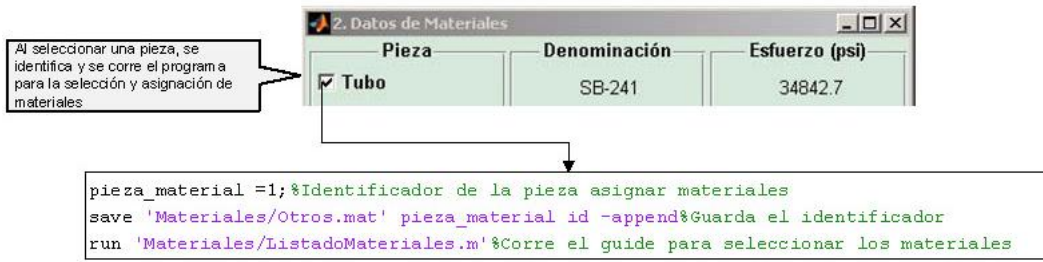 2. Datos de Materiales
Al seleccionar una pieza, se
identifica y se corre el programa
para la selección y asignación de
materiales
Pieza
Denominación
Esfuerzo (psi)
Tubo
SB-241
34842.7
pieza_material =1;%Identificador de la pieza asignar materiales
save 'Materiales/Otros.mat' pieza_material id -append%Guarda el identificador
run 'Materiales/ListadoMateriales.m'%Corre el guide para seleccionar los materiales